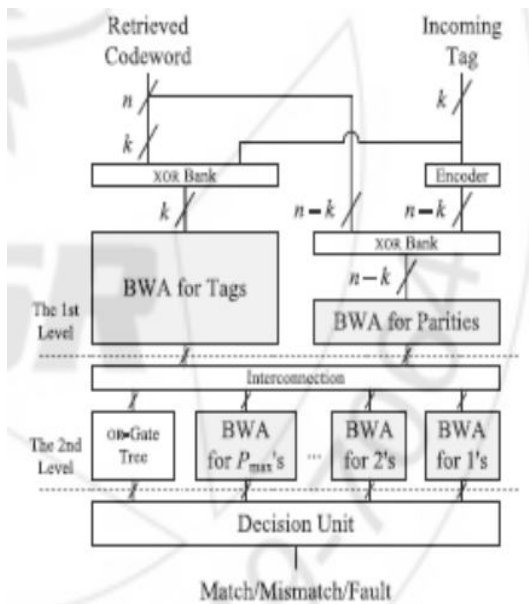 Retrieved
Codeword
Incoming
Tag
n
k
k
XOR Bank
Encoder
k
n-k
n-k
XOR Bank
n-k
BWA for Tags
BWA for Parities
The 1st
Level
Interconnection
The 2nd
Level
OR-Gate
Tree
BWA
for Pmax's
...
BWA
for 2's
BWA
for 1's
Decision Unit
Match/Mismatch/Fault